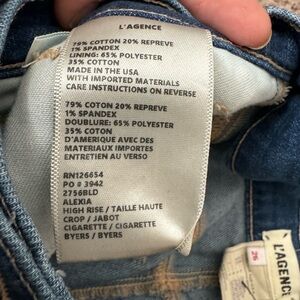 L'AGENCE
79% COTTON 20% REPREVE
1% SPANDEX
LINING: 65% POLYESTER
35% COTTON
MADE IN THE USA
WITH IMPORTED MATERIALS
CARE INSTRUCTIONS ON REVERSE
79% COTON 20% REPREVE
1% SPANDEX
DOUBLURE: 65% POLYESTER
35% COTON
D'AMERIQUE AVEC DES
MATERIAUX IMPORTES
ENTRETIEN AU VERSO
RN126654
PO # 3942
2756BLD
ALEXIA
HIGH RISE / TAILLE HAUTE
CROP / JABOT
CIGARETTE / CIGARETTE
BYERS / BYERS
26
L'AGENC